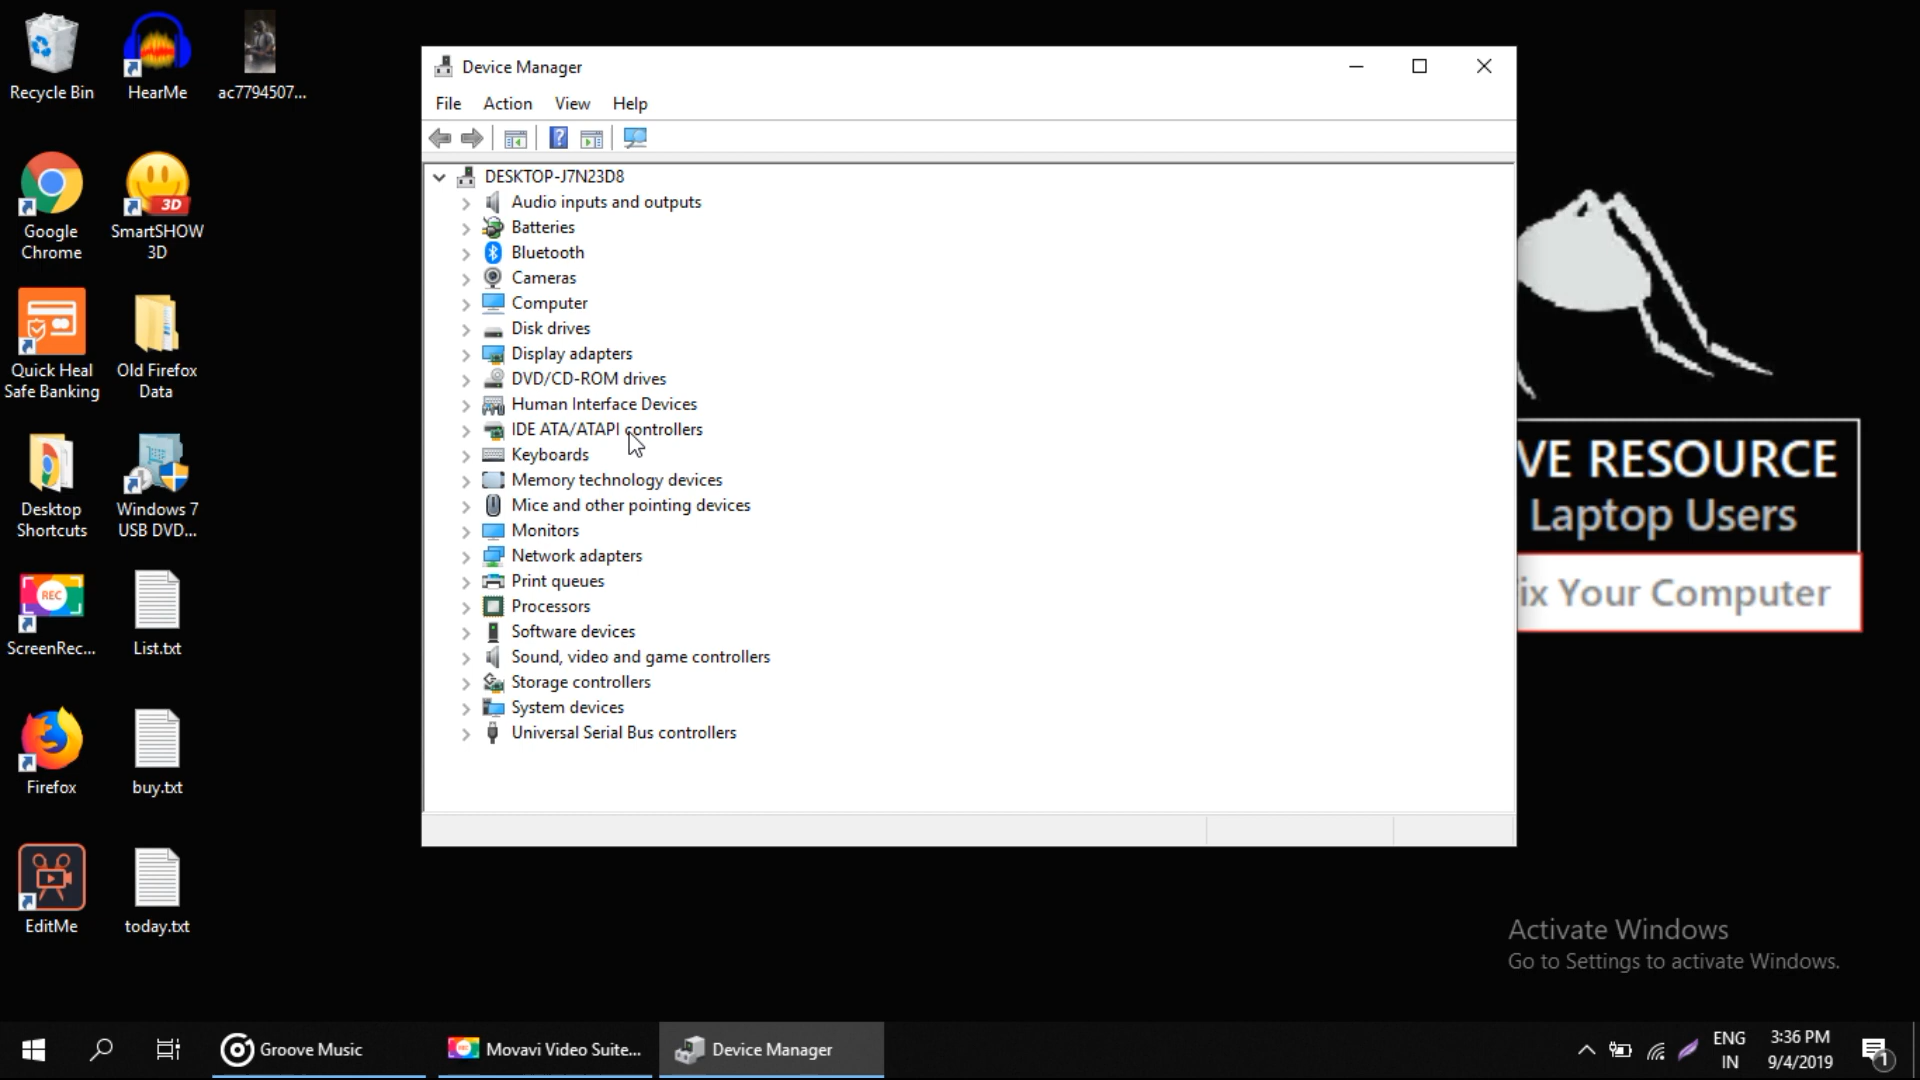 Recycle Bin
HearMe
ac7794507...
Google
Chrome
SmartSHOW
3D
3D
Quick Heal
Safe Banking
Old Firefox
Data
Desktop
Shortcuts
Windows 7
USB DVD...
REC
ScreenRec...
List.txt
Firefox
buy.txt
EditMe
today.txt
Device Manager
File
Action
View
Help
DESKTOP-J7N23D8
Audio inputs and outputs
Batteries
Bluetooth
Cameras
Computer
Disk drives
Display adapters
DVD/CD-ROM drives
Human Interface Devices
IDE ATA/ATAPI controllers
Keyboards
Memory technology devices
Mice and other pointing devices
Monitors
Network adapters
Print queues
Processors
Software devices
Sound, video and game controllers
Storage controllers
System devices
Universal Serial Bus controllers
VE RESOURCE
Laptop Users
ix Your Computer
Activate Windows
Go to Settings to activate Windows.
Groove Music
Movavi Video Suite...
Device Manager
ENG
IN
3:36 PM
9/4/2019
1